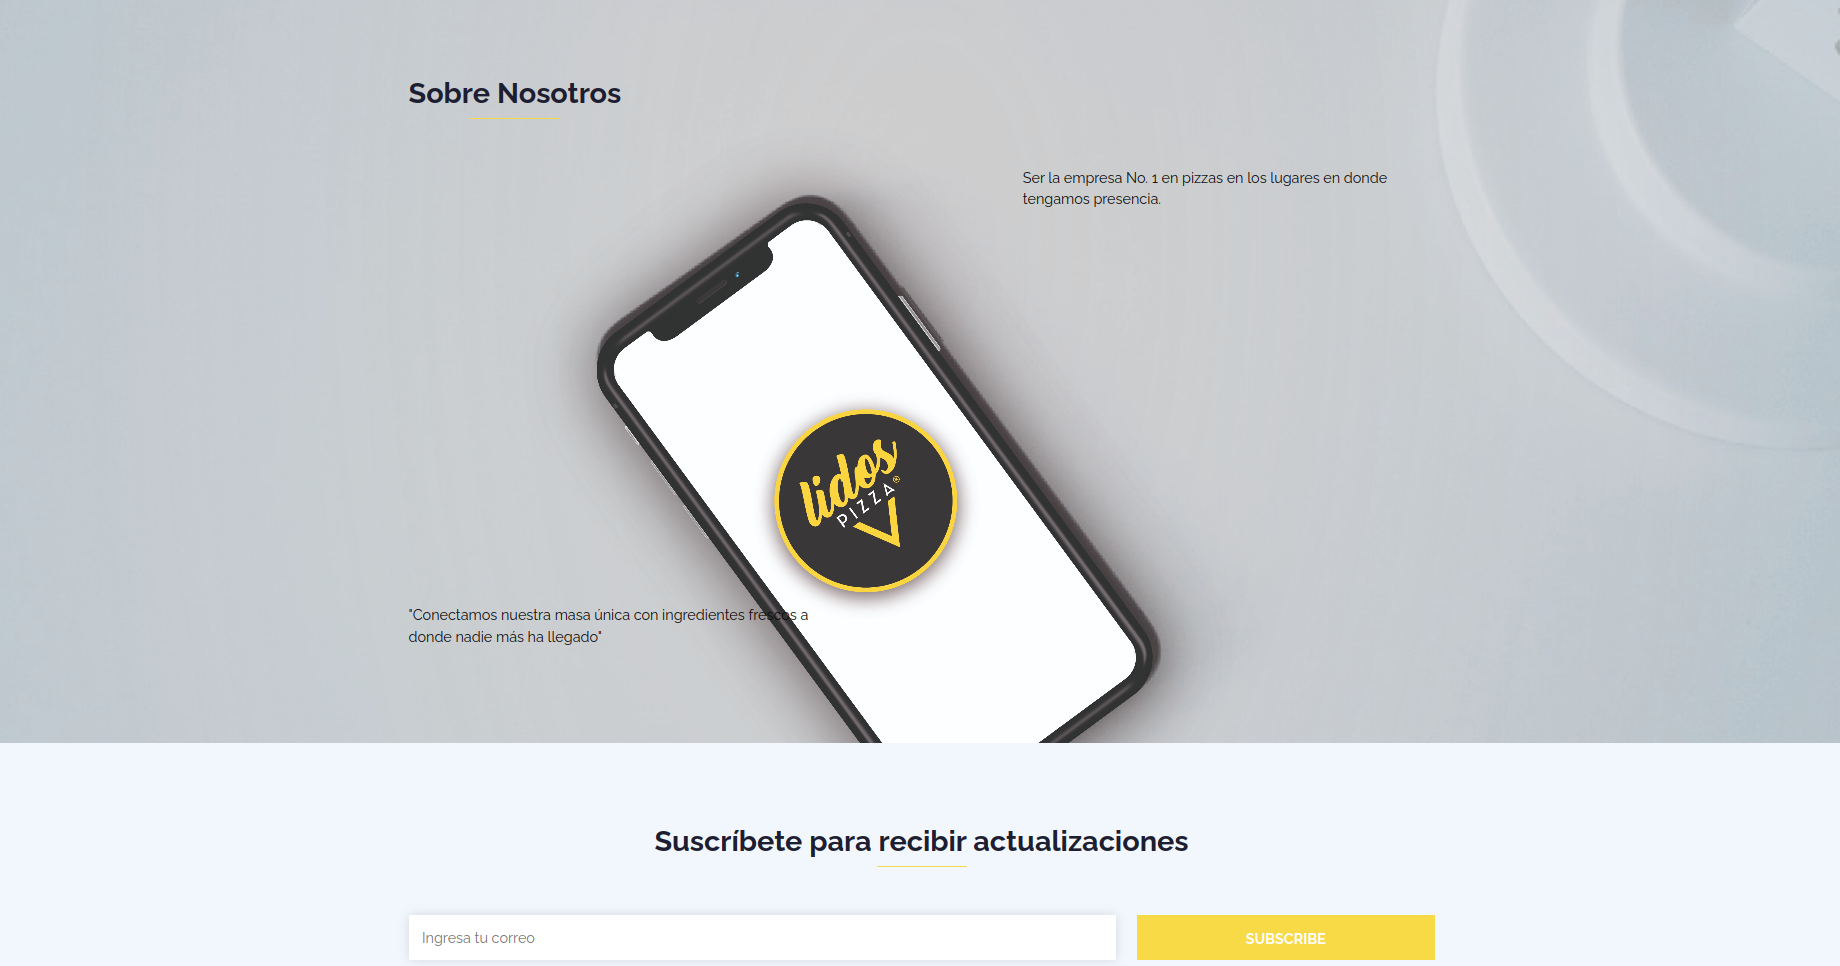 Sobre Nosotros
Ser la empresa No. 1 en pizzas en los lugares en donde
tengamos presencia.
lidos
PIZZA®
"Conectamos nuestra masa única con ingredientes frescos a
donde nadie más ha llegado"
Suscríbete para recibir actualizaciones
Ingresa tu correo
SUBSCRIBE